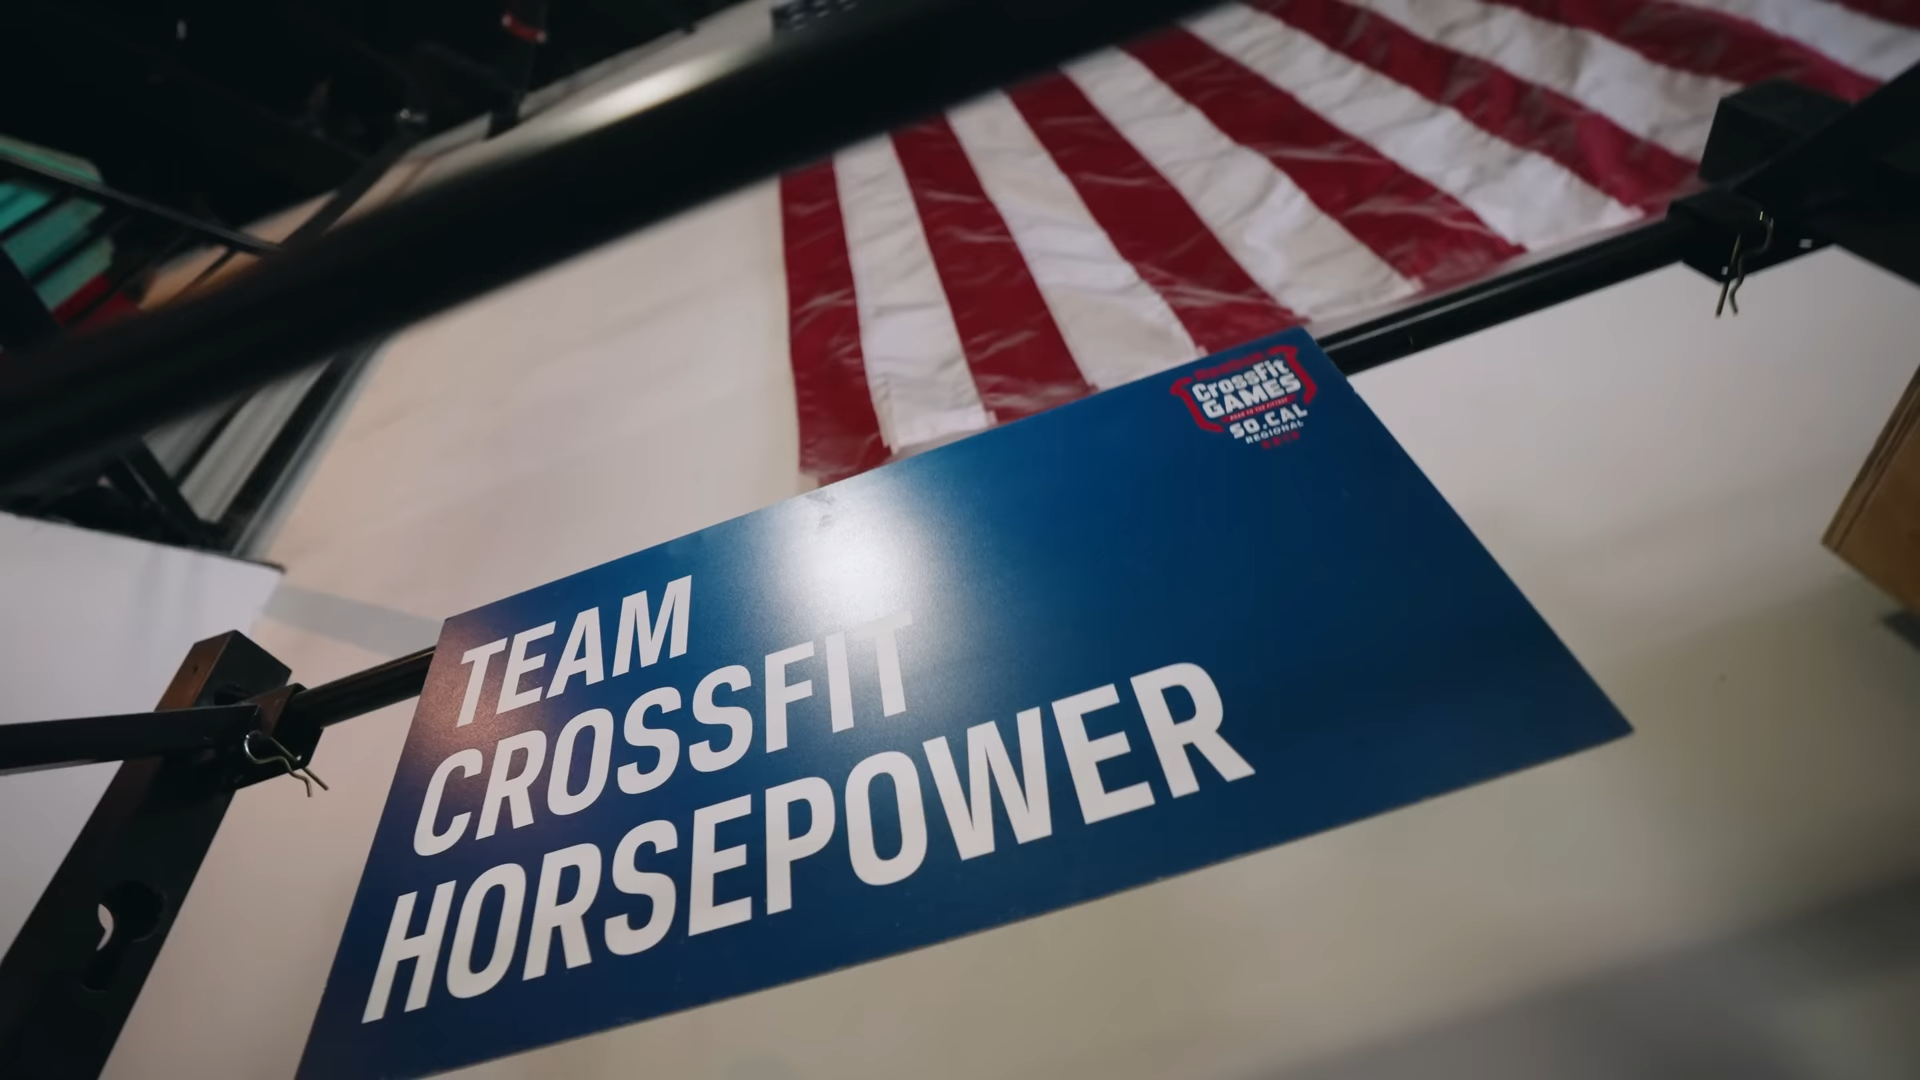 CrossFit
GAMES
SO.CAL
REGIONAL
TEAM
CROSSFIT
HORSEPOWER